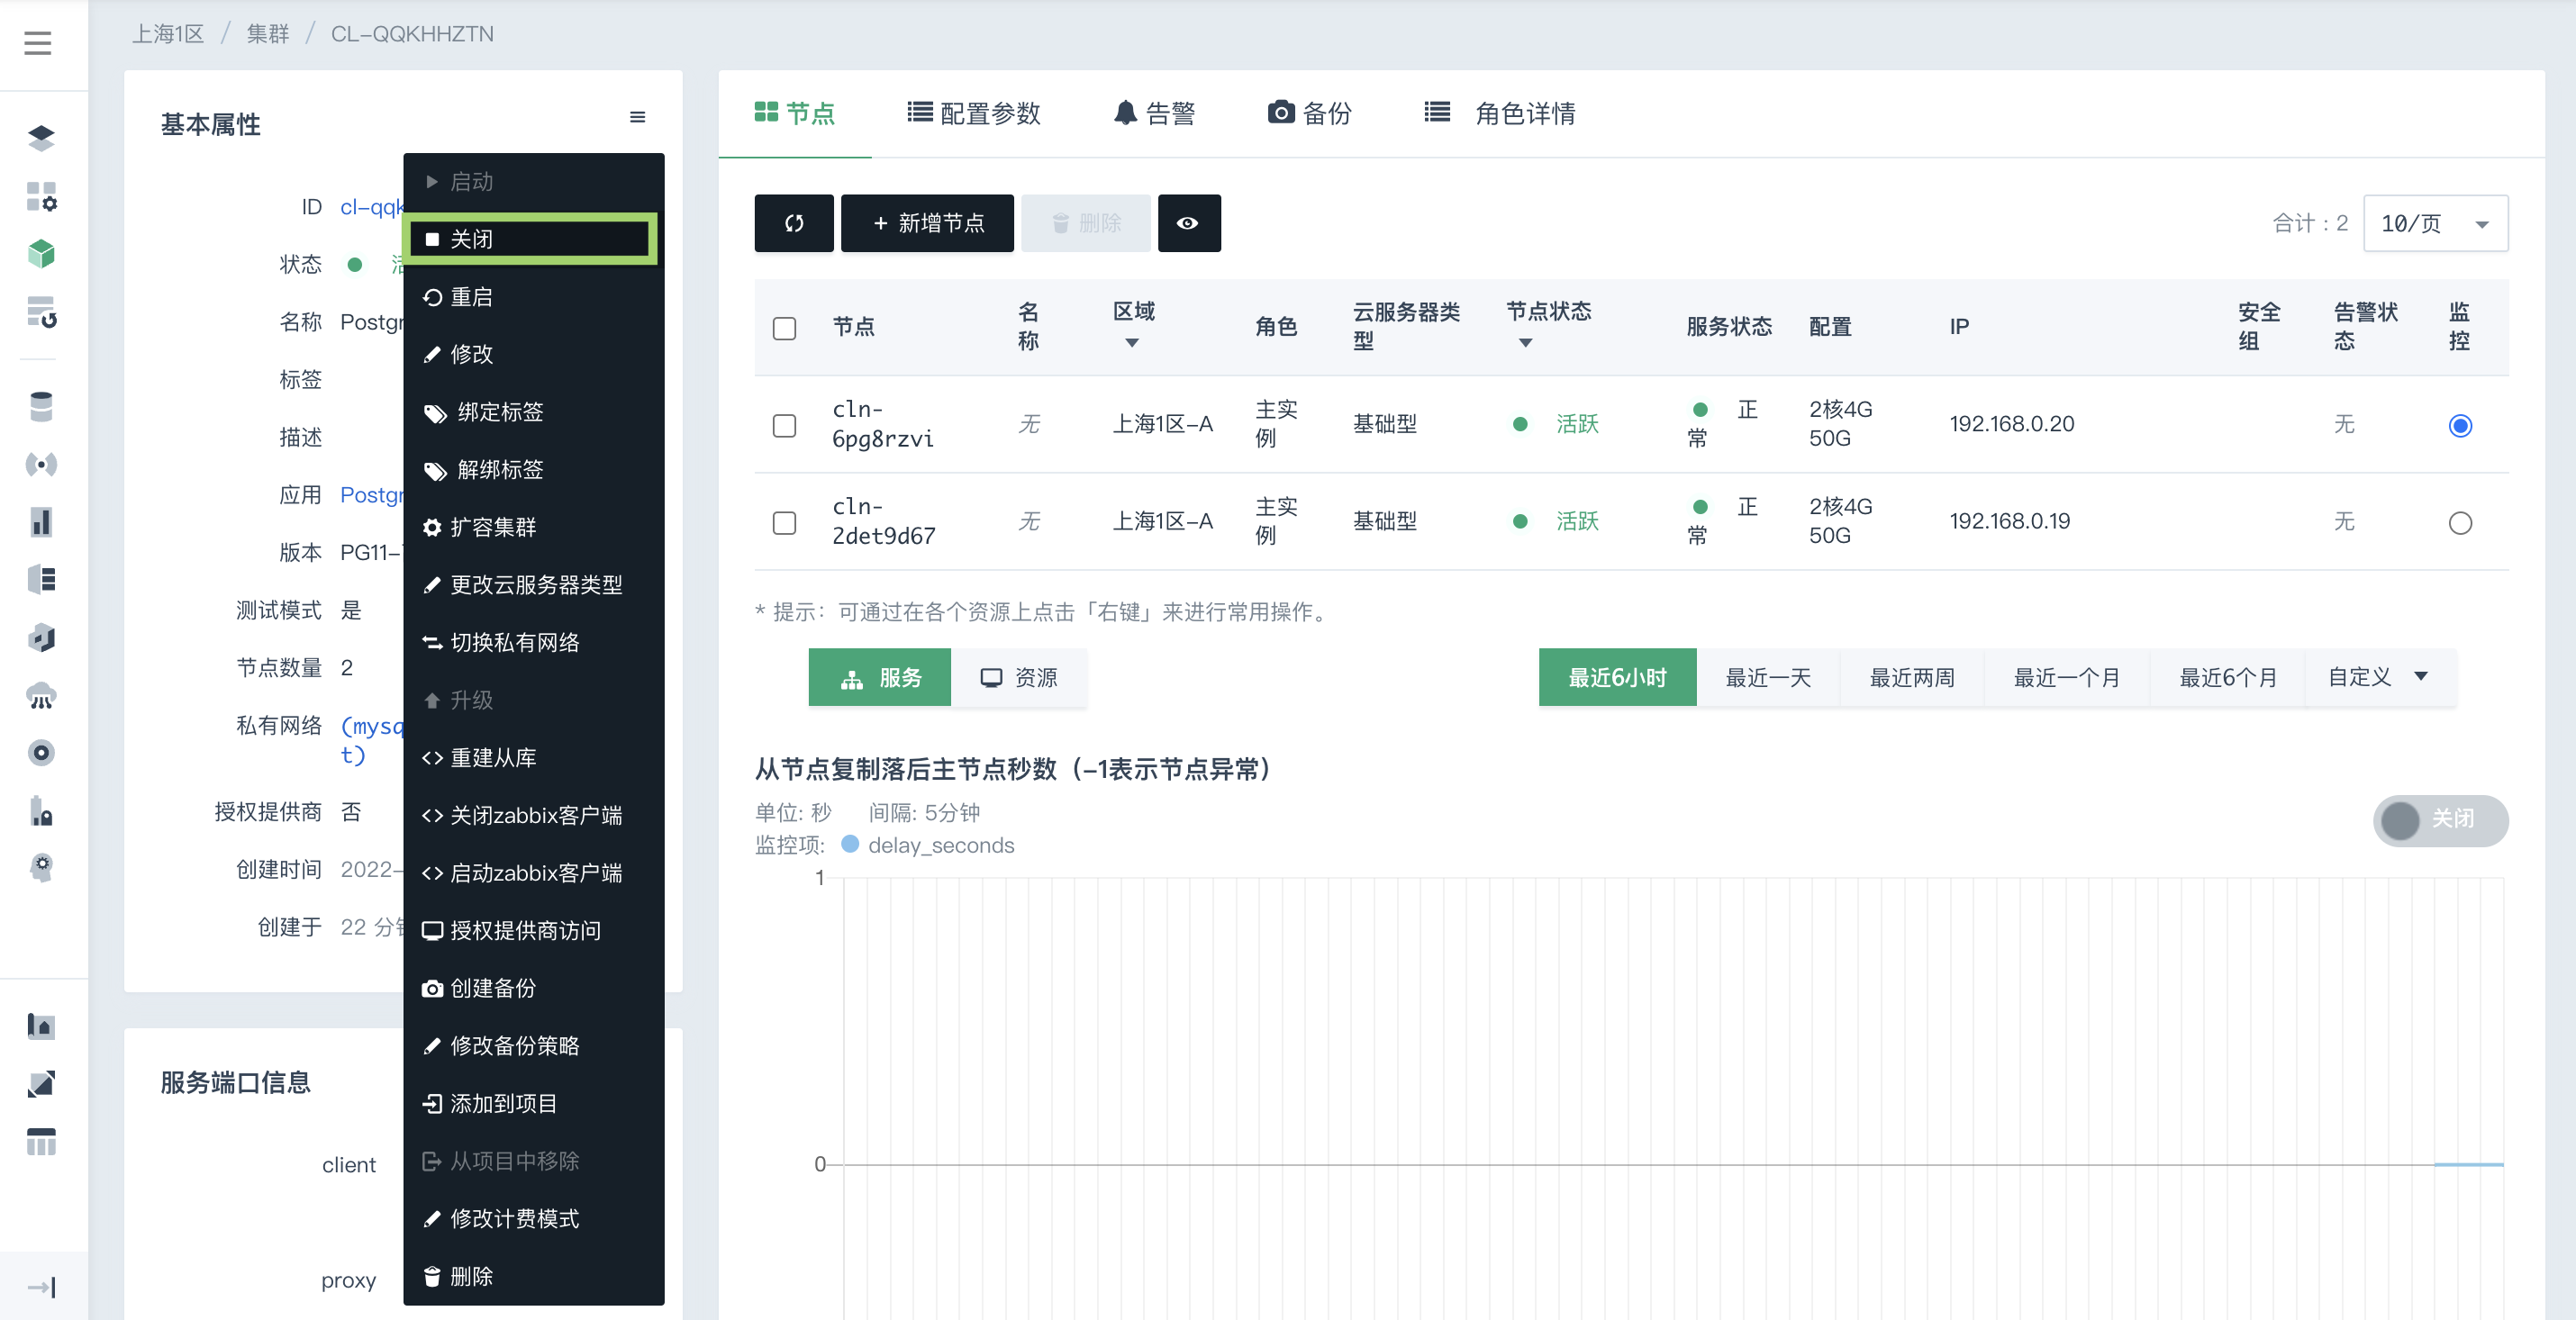 上海1区 / 集群 / CL-QQKHHZTN
基本属性
ID cl-qqk
状态
名称 Postgr
标签
描述
应用 Postgr
版本 PG11-
测试模式 是
节点数量 2
私有网络 (mysq
t)
授权提供商 否
创建时间 2022-
创建于 22 分
服务端口信息
client
proxy
启动
关闭
重启
修改
绑定标签
解绑标签
扩容集群
更改云服务器类型
切换私有网络
升级
重建从库
关闭zabbix客户端
启动zabbix客户端
授权提供商访问
创建备份
修改备份策略
添加到项目
从项目中移除
修改计费模式
删除
节点 配置参数 告警 备份 角色详情
+ 新增节点 删除
合计：2 10/页
节点 名
称 区域 角色 云服务器类
型 节点状态 服务状态 配置 IP 安全
组 告警状
态 监
控
cln-
6pg8rzvi 无 上海1区-A 主实
例 基础型 活跃 正
常 2核4G
50G 192.168.0.20 无
cln-
2det9d67 无 上海1区-A 主实
例 基础型 活跃 正
常 2核4G
50G 192.168.0.19 无
* 提示：可通过在各个资源上点击「右键」来进行常用操作。
服务 资源
最近6小时 最近一天 最近两周 最近一个月 最近6个月 自定义
从节点复制落后主节点秒数（-1表示节点异常）
单位: 秒 间隔: 5分钟
监控项: delay_seconds
关闭
1
0